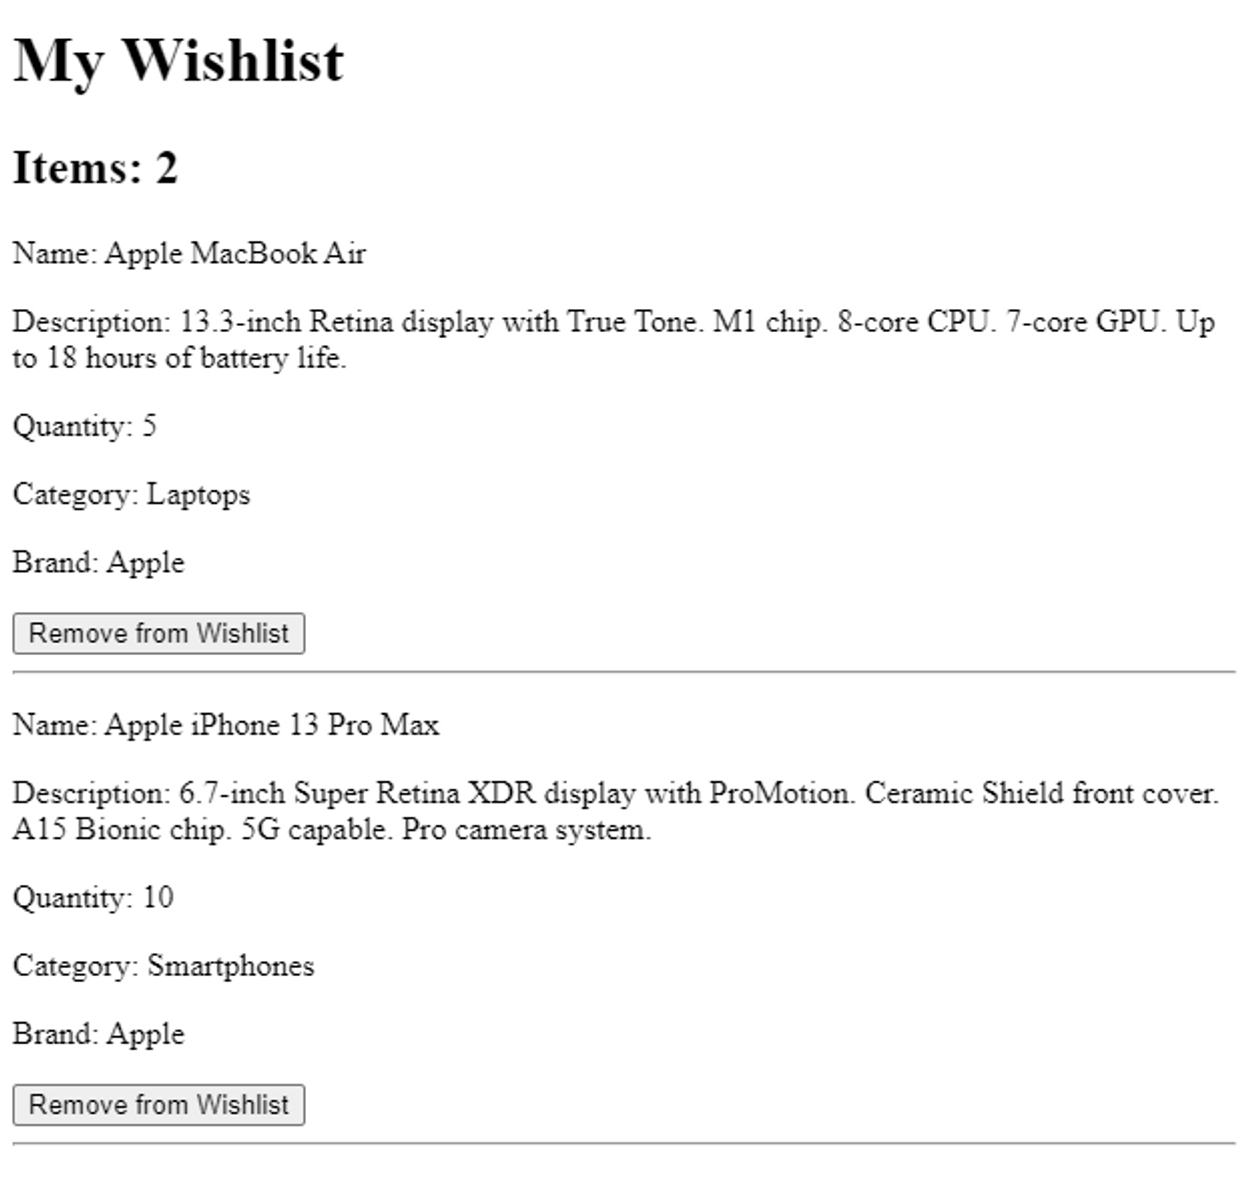 My Wishlist
Items: 2
Name: Apple MacBook Air
Description: 13.3-inch Retina display with True Tone. M1 chip. 8-core CPU. 7-core GPU. Up
to 18 hours of battery life.
Quantity: 5
Category: Laptops
Brand: Apple
Remove from Wishlist
Name: Apple iPhone 13 Pro Max
Description: 6.7-inch Super Retina XDR display with ProMotion. Ceramic Shield front cover.
A15 Bionic chip. 5G capable. Pro camera system.
Quantity: 10
Category: Smartphones
Brand: Apple
Remove from Wishlist